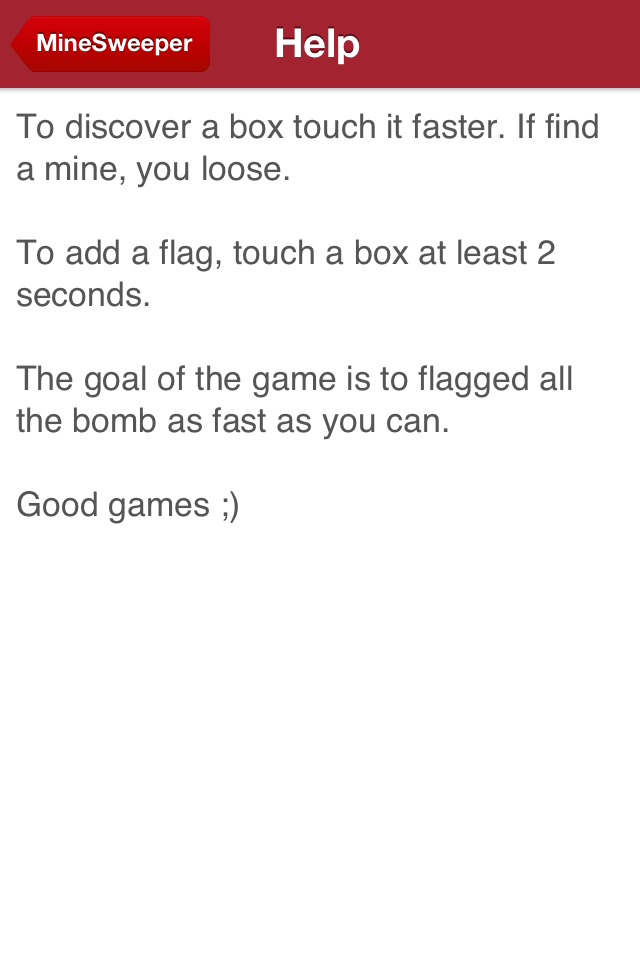 MineSweeper
Help
To discover a box touch it faster. If find
a mine, you loose.
To add a flag, touch a box at least 2
seconds.
The goal of the game is to flagged all
the bomb as fast as you can.
Good games ;)